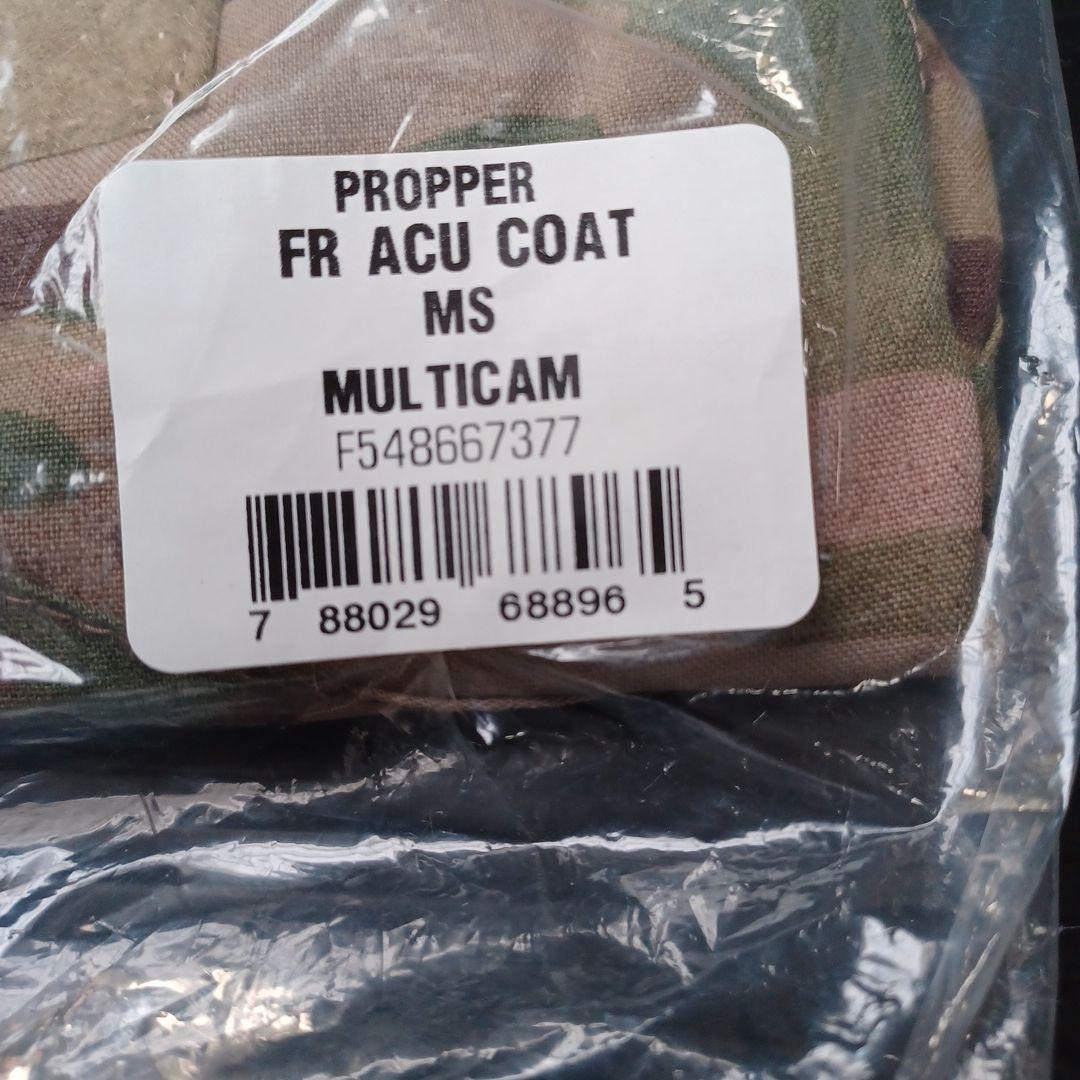 PROPPER
FR ACU COAT
MS
MULTICAM
F548667377
7 88029 68896 5